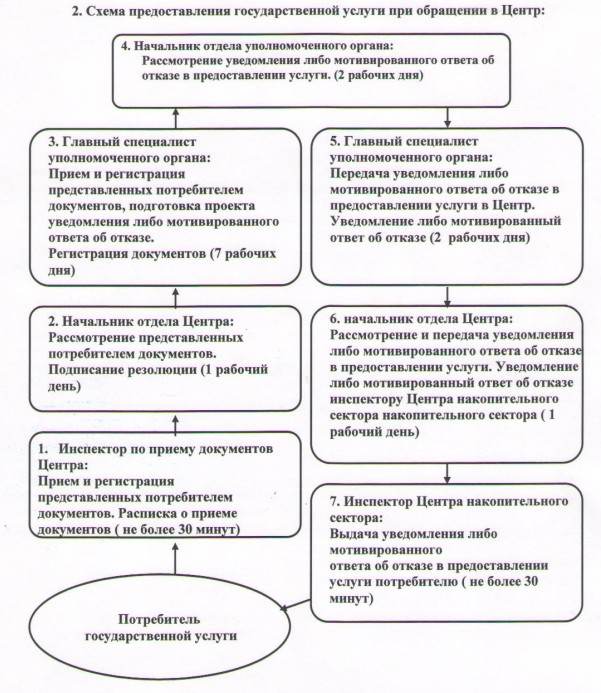 2. Схема предоставления государственной услуги при обращении в Центр:
4. Начальник отдела уполномоченного органа:
Рассмотрение уведомления либо мотивированного ответа об
отказе в предоставлении услуги. (2 рабочих дня)
3. Главный специалист
уполномоченного органа:
Прием и регистрация
представленных потребителем
документов, подготовка проекта
уведомления либо мотивированного
ответа об отказе.
Регистрация документов (7 рабочих
дня)
5. Главный специалист
уполномоченного органа:
Передача уведомления либо
мотивированного ответа об отказе в
предоставлении услуги в Центр.
Уведомление либо мотивированный
ответ об отказе (2 рабочих дня)
2. Начальник отдела Центра:
Рассмотрение представленных
потребителем документов.
Подписание резолюции (1 рабочий
день)
6. начальник отдела Центра:
Рассмотрение и передача уведомления
либо мотивированного ответа об отказе
в предоставлении услуги. Уведомление
либо мотивированный ответ об отказе
инспектору Центра накопительного
сектора накопительного сектора ( 1
рабочий день)
1. Инспектор по приему документов
Центра:
Прием и регистрация
представленных потребителем
документов. Расписка о приеме
документов ( не более 30 минут)
7. Инспектор Центра накопительного
сектора:
Выдача уведомления либо
мотивированного
ответа об отказе в предоставлении
услуги потребителю ( не более 30
минут)
Потребитель
государственной услуги